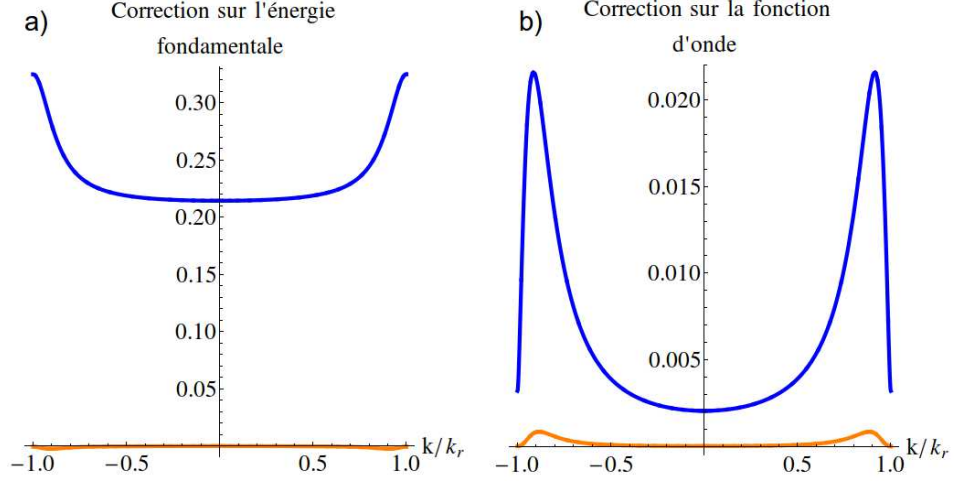 a)
Correction sur l'énergie
fondamentale
0.30
0.25
0.20
0.15
0.10
0.05
−1.0
−0.5
0.5
1.0
k/k_r
b)
Correction sur la fonction
d'onde
0.020
0.015
0.010
0.005
−1.0
−0.5
0.5
1.0
k/k_r